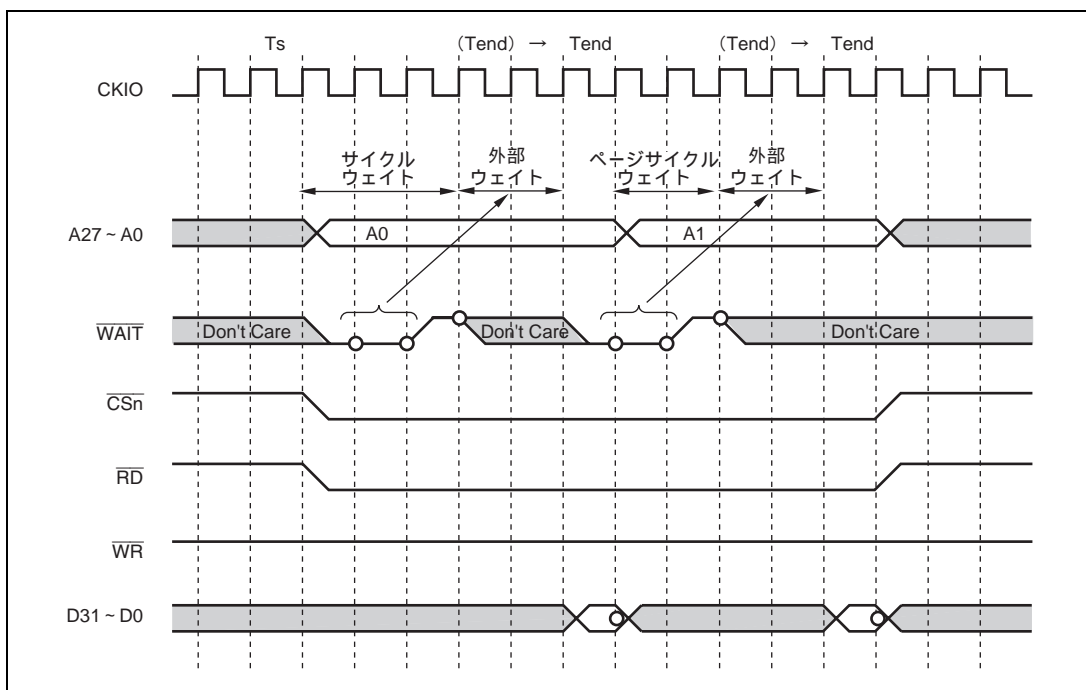 Ts (Tend) → Tend (Tend) → Tend
CKIO
サイクル
ウェイト
外部
ウェイト
ページサイクル
ウェイト
外部
ウェイト
A27 ~ A0
A0
A1
WAIT
Don't Care
Don't Care
Don't Care
CSn
RD
WR
D31 ~ D0